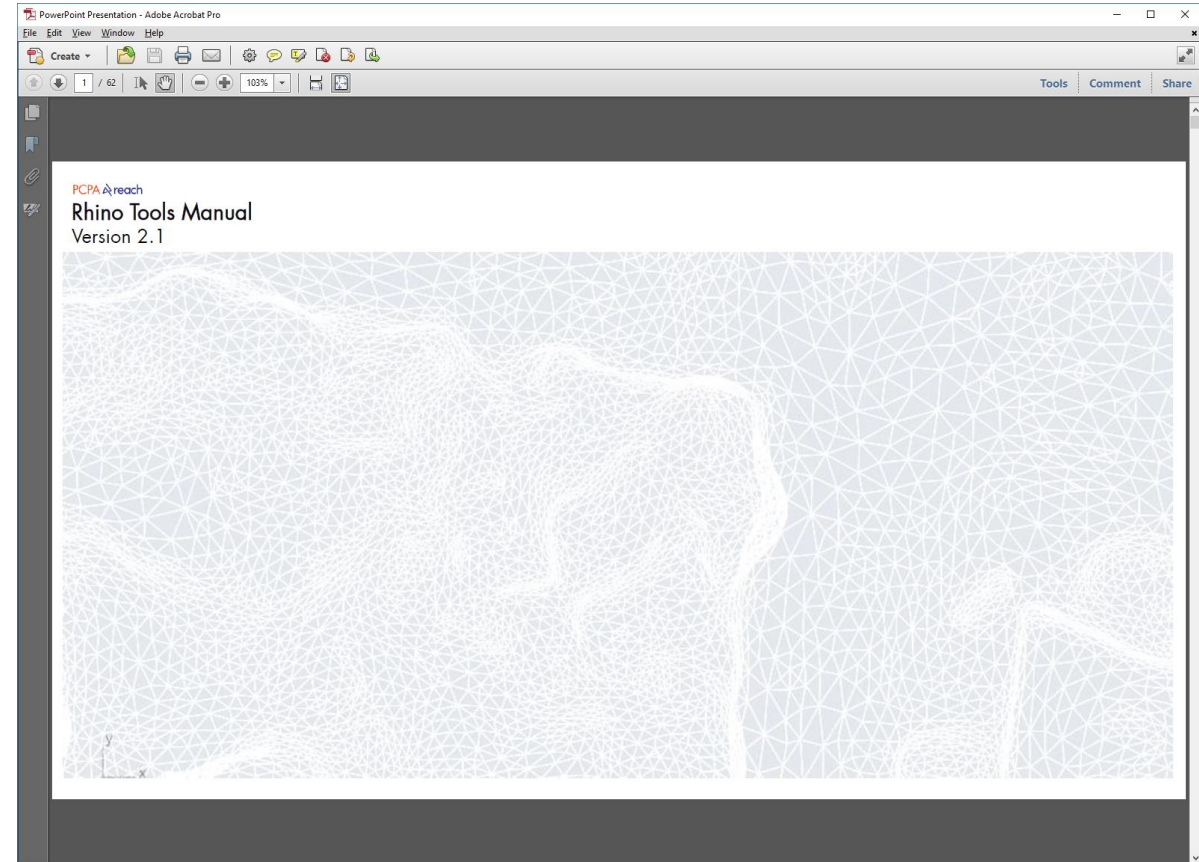 PowerPoint Presentation - Adobe Acrobat Pro
File Edit View Window Help
Create
1 / 62
103%
Tools Comment Share
PCPA reach
Rhino Tools Manual
Version 2.1
y
x